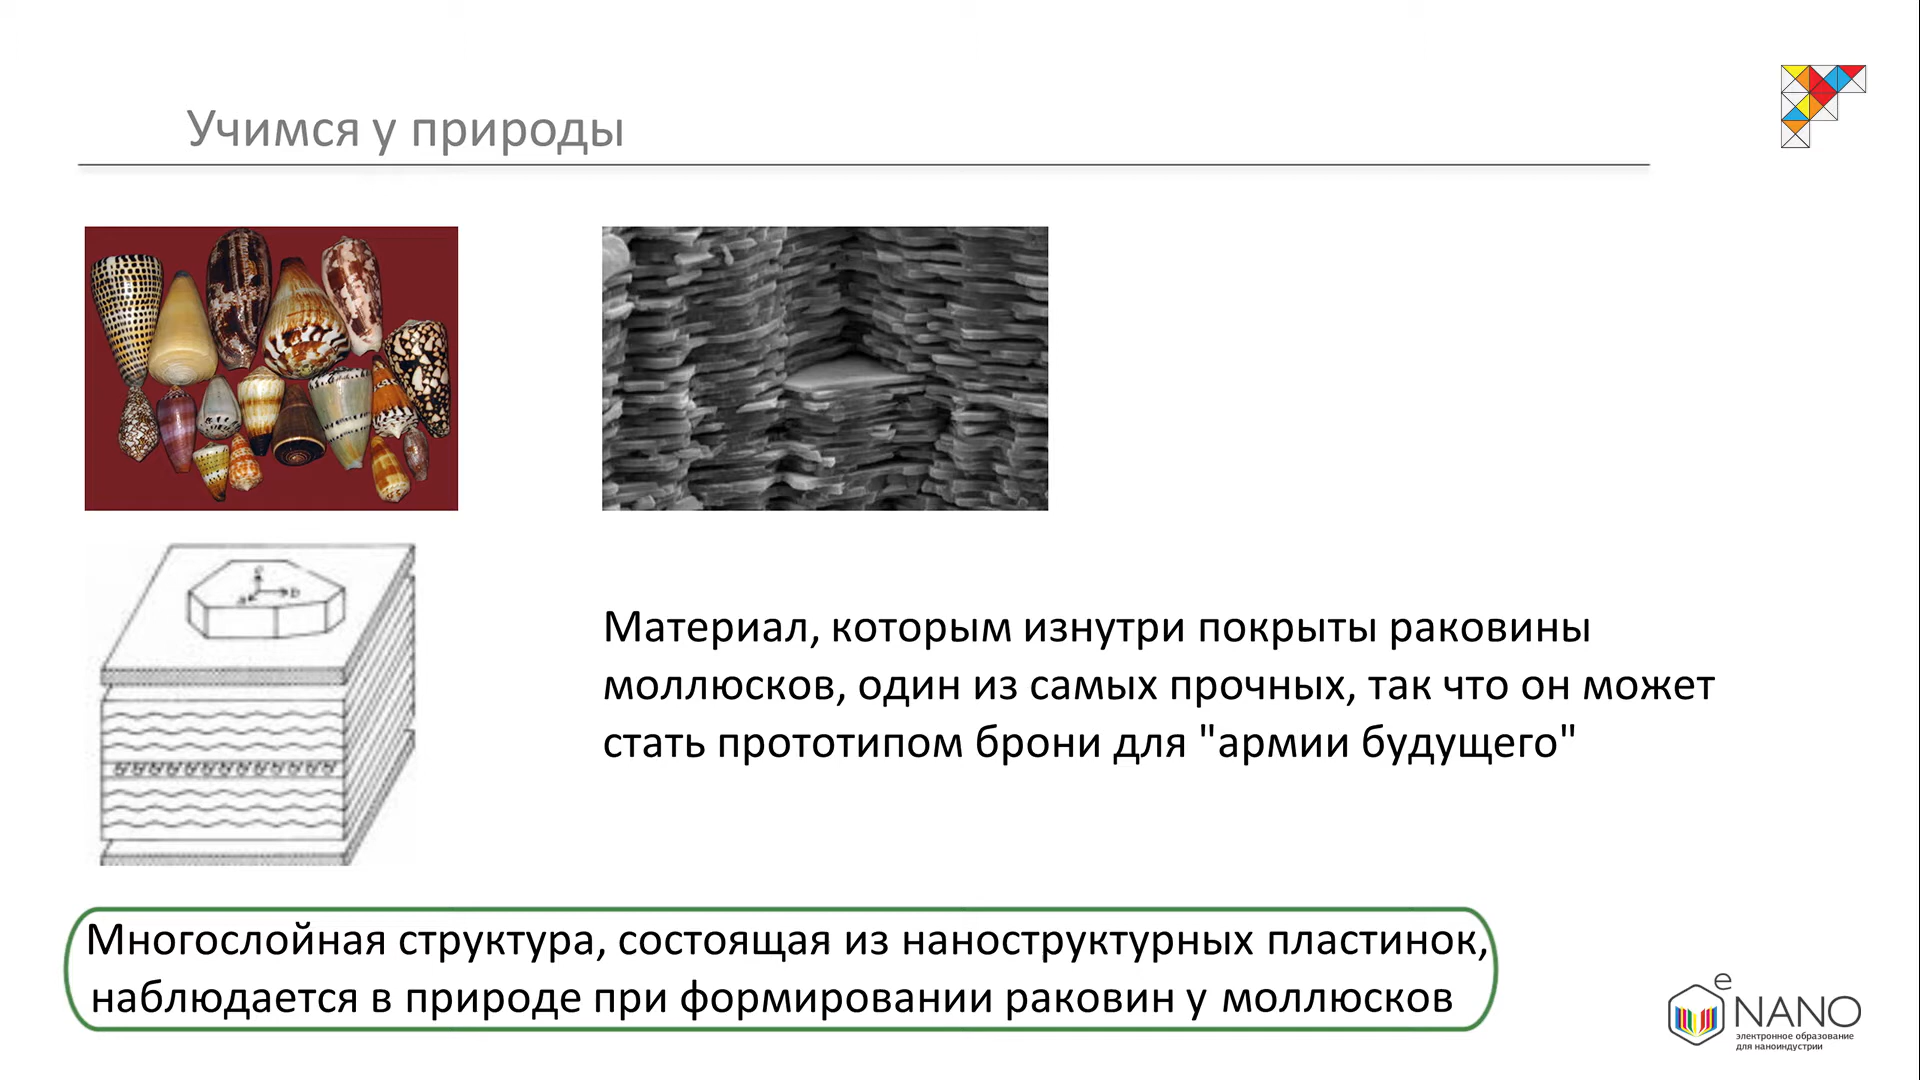 Учимся у природы
c
b
a
Материал, которым изнутри покрыты раковины
моллюсков, один из самых прочных, так что он может
стать прототипом брони для "армии будущего"
Многослойная структура, состоящая из наноструктурных пластинок,
наблюдается в природе при формировании раковин у моллюсков
e
NANO
электронное образование
для наноиндустрии